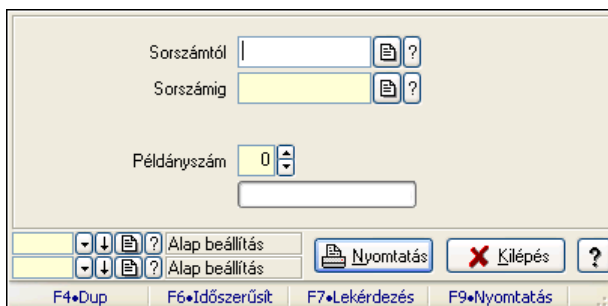 Sorszámtól ?
Sorszámig ?
Példányszám 0
? Alap beállítás
? Alap beállítás
Nyomtatás Kilépés ?
F4•Dup F6•Időszerűsít F7•Lekérdezés F9•Nyomtatás